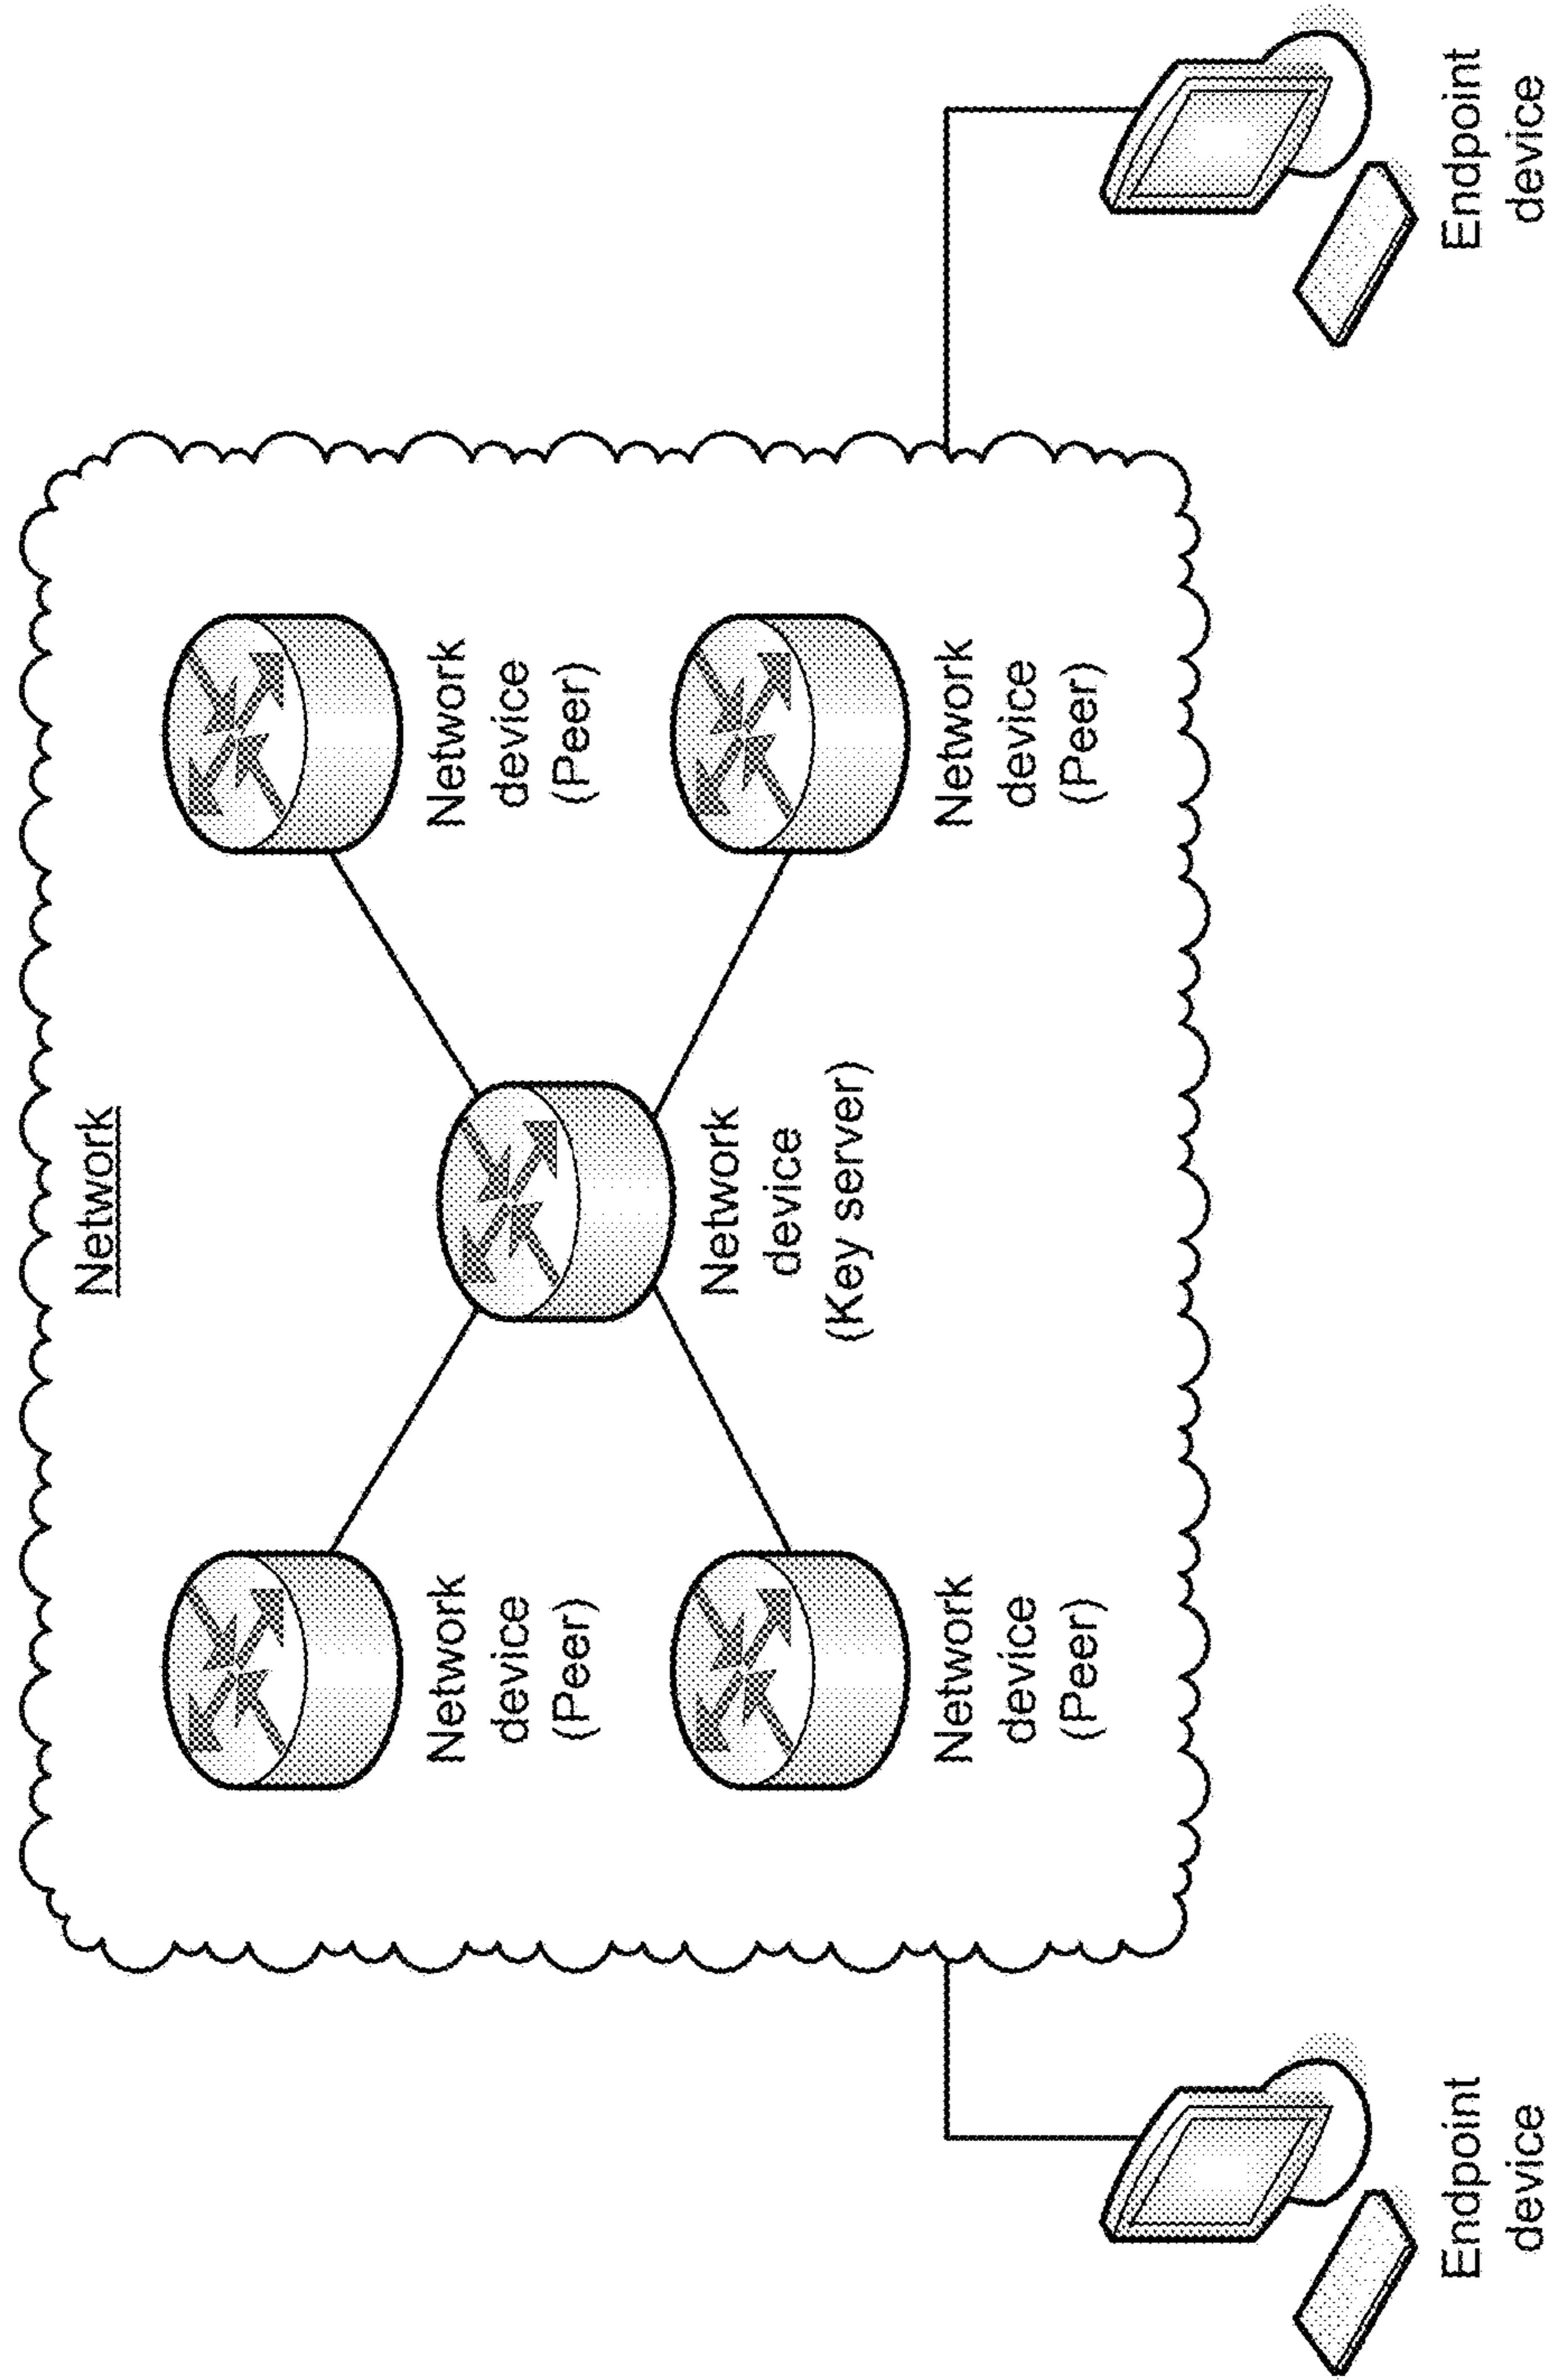 Network
Network
device
(Peer)
Network
device
(Peer)
Network
device
(Key server)
Network
device
(Peer)
Network
device
(Peer)
Endpoint
device
Endpoint
device